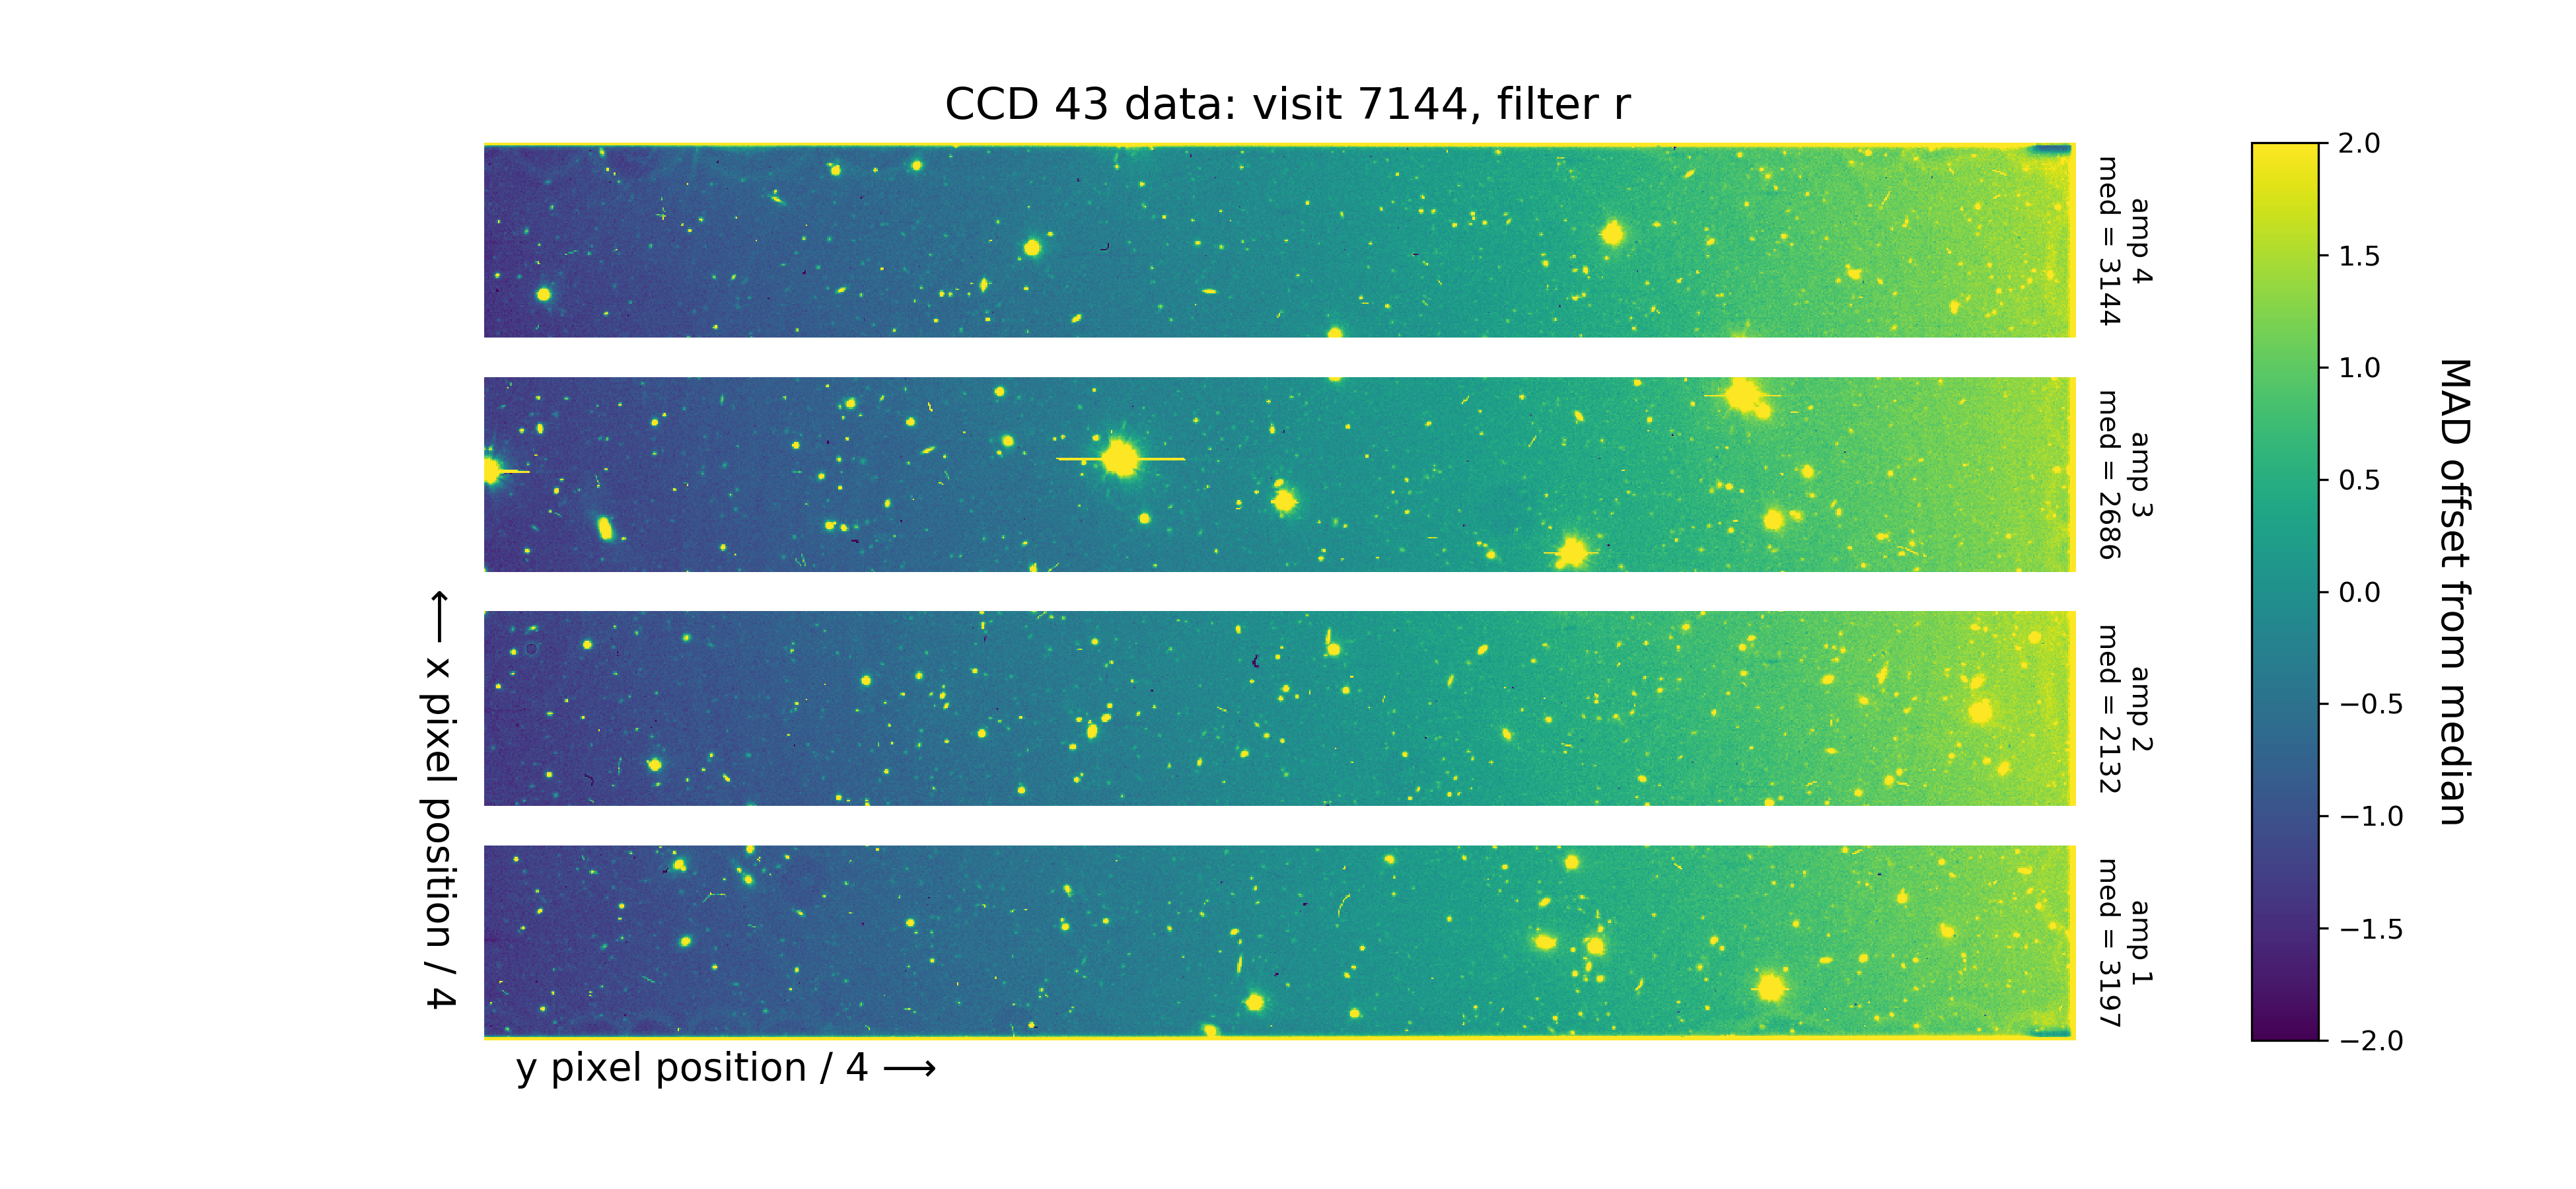 CCD 43 data: visit 7144, filter r
amp 4
med = 3144
amp 3
med = 2686
amp 2
med = 2132
amp 1
med = 3197
⟵ x pixel position / 4
y pixel position / 4 ⟶
2.0
1.5
1.0
0.5
0.0
−0.5
−1.0
−1.5
−2.0
MAD offset from median